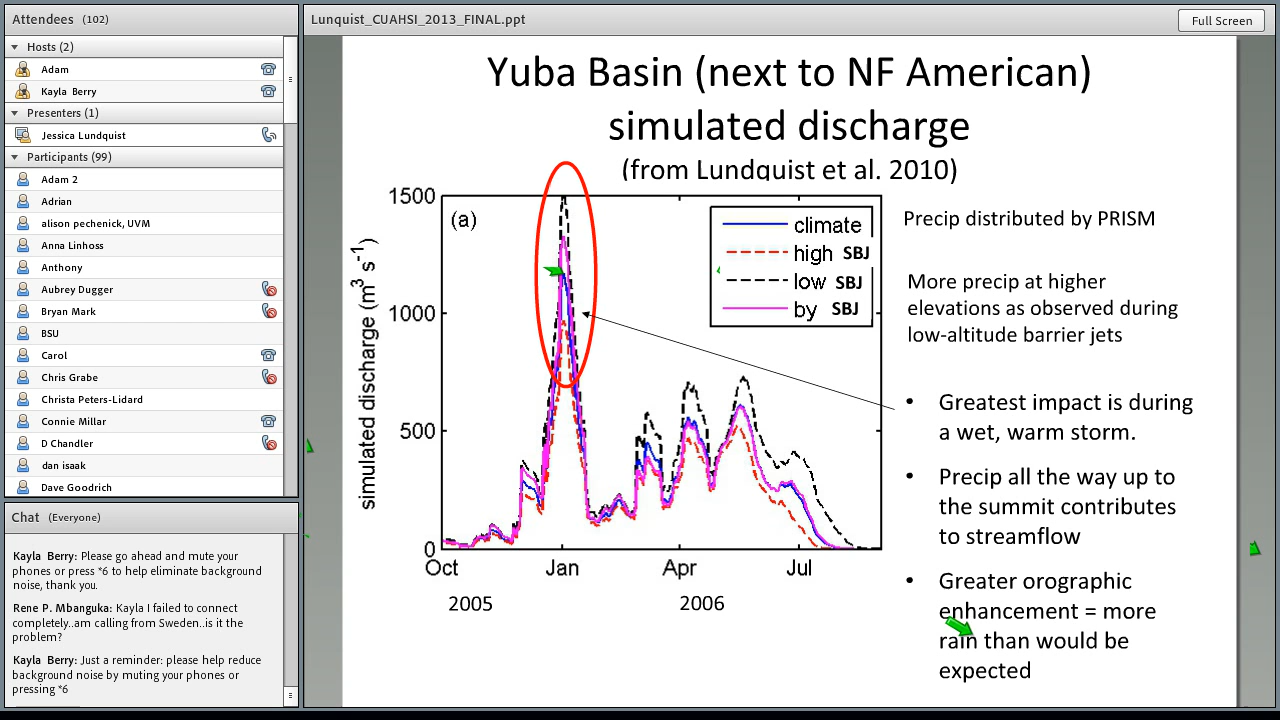 Attendees (102)
Hosts (2)
Adam
Kayla Berry
Presenters (1)
Jessica Lundquist
Participants (99)
Adam 2
Adrian
alison pechenick, UVM
Anna Linhoss
Anthony
Aubrey Dugger
Bryan Mark
BSU
Carol
Chris Grabe
Christa Peters-Lidard
Connie Millar
D Chandler
dan isaak
Dave Goodrich
Chat (Everyone)
Kayla Berry: Please go ahead and mute your
phones or press *6 to help eliminate background
noise, thank you.
Rene P. Mbanguka: Kayla I failed to connect
completely..am calling from Sweden..is it the
problem?
Kayla Berry: Just a reminder: please help reduce
background noise by muting your phones or
pressing *6
Lunquist_CUAHSI_2013_FINAL.ppt
Full Screen
Yuba Basin (next to NF American)
simulated discharge
(from Lundquist et al. 2010)
simulated discharge (m3 s-1)
1500
1000
500
0
(a)
climate
high SBJ
low SBJ
by SBJ
Oct Jan Apr Jul
2005 2006
Precip distributed by PRISM
More precip at higher
elevations as observed during
low-altitude barrier jets
• Greatest impact is during
a wet, warm storm.
• Precip all the way up to
the summit contributes
to streamflow
• Greater orographic
enhancement = more
rain than would be
expected